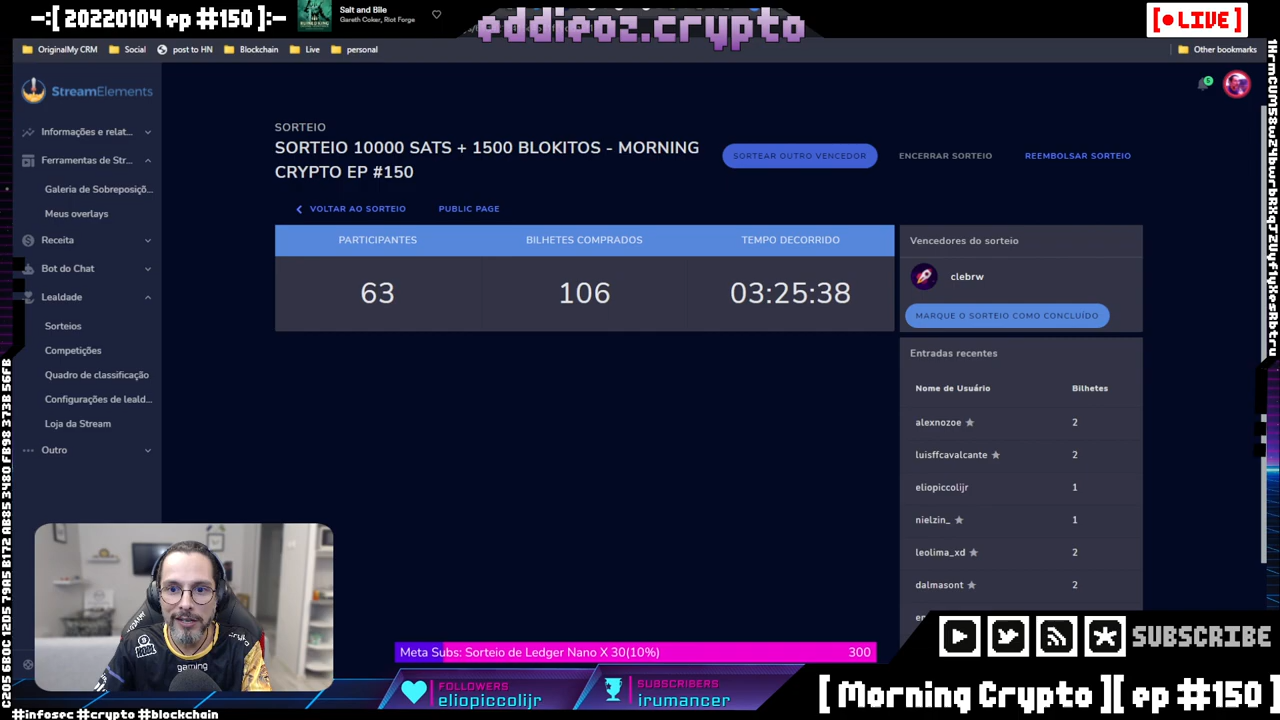 -:[ 20220104 ep #150 ]:-
Salt and Bile
Gareth Coker, Riot Forge
eddieoz.crypto
[● LIVE]
OriginalMy CRM
Social
post to HN
Blockchain
Live
personal
Other bookmarks
StreamElements
6
Informações e relat...
Ferramentas de Str...
Galeria de Sobreposiçõ...
Meus overlays
Receita
Bot do Chat
Lealdade
Sorteios
Competições
Quadro de classificação
Configurações de leald...
Loja da Stream
Outro
SORTEIO
SORTEIO 10000 SATS + 1500 BLOKITOS - MORNING
CRYPTO EP #150
SORTEAR OUTRO VENCEDOR
ENCERRAR SORTEIO
REEMBOLSAR SORTEIO
VOLTAR AO SORTEIO
PUBLIC PAGE
PARTICIPANTES
BILHETES COMPRADOS
TEMPO DECORRIDO
63
106
03:25:38
Vencedores do sorteio
clebrw
MARQUE O SORTEIO COMO CONCLUÍDO
Entradas recentes
Nome de Usuário Bilhetes
alexnozoe 2
luisffcavalcante 2
eliopiccolijr 1
nielzin_ 1
leolima_xd 2
dalmasont 2
gaming
Meta Subs: Sorteio de Ledger Nano X 30(10%) 300
FOLLOWERS
eliopiccolijr
SUBSCRIBERS
irumancer
SUBSCRIBE
[ Morning Crypto ][ ep #150 ]
#infosec #crypto #blockchain